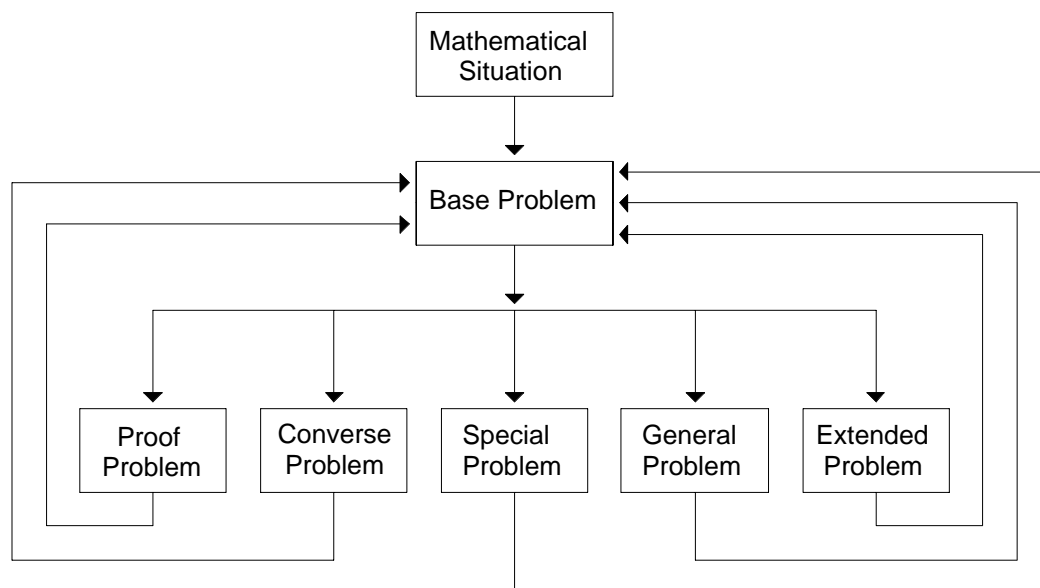 Mathematical
Situation
Base Problem
Proof
Problem
Converse
Problem
Special
Problem
General
Problem
Extended
Problem